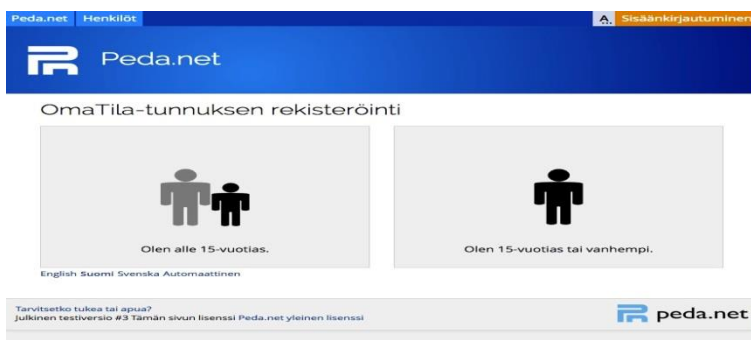 Peda.net Henkilöt A. Sisäänkirjautuminen
Peda.net
OmaTila-tunnuksen rekisteröinti
Olen alle 15-vuotias. Olen 15-vuotias tai vanhempi.
English Suomi Svenska Automaattinen
Tarvitsetko tukea tai apua?
Julkinen testiversio #3 Tämän sivun lisenssi Peda.net yleinen lisenssi
peda.net